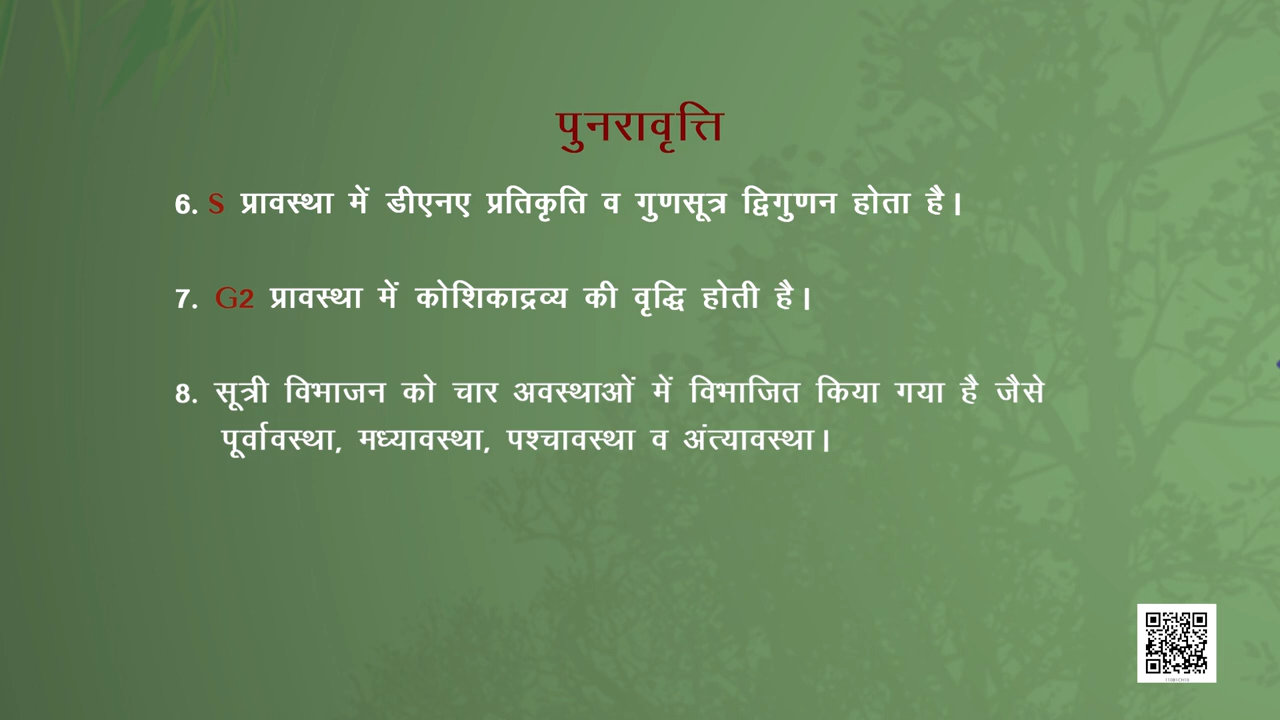 पुनरावृत्ति
6. S प्रावस्था में डीएनए प्रतिकृति व गुणसूत्र द्विगुणन होता है।
7. G2 प्रावस्था में कोशिकाद्रव्य की वृद्धि होती है।
8. सूत्री विभाजन को चार अवस्थाओं में विभाजित किया गया है जैसे
पूर्वावस्था, मध्यावस्था, पश्चावस्था व अंत्यावस्था।